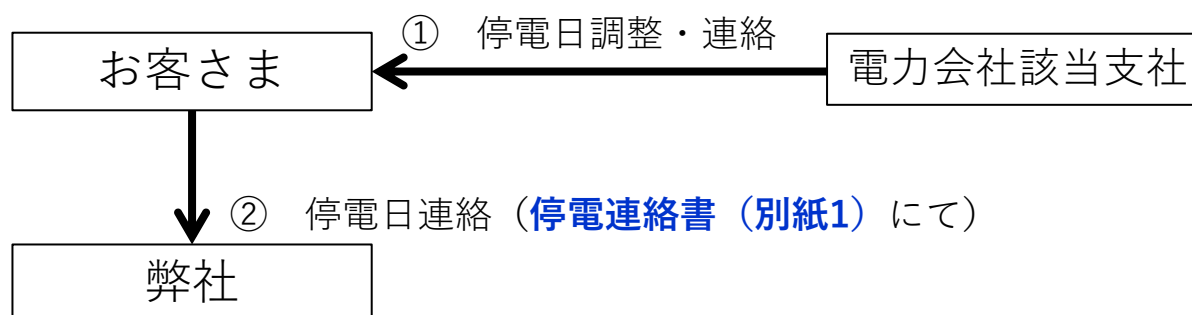 ① 停電日調整・連絡
お客さま
電力会社該当支社
② 停電日連絡（停電連絡書（別紙1）にて）
弊社